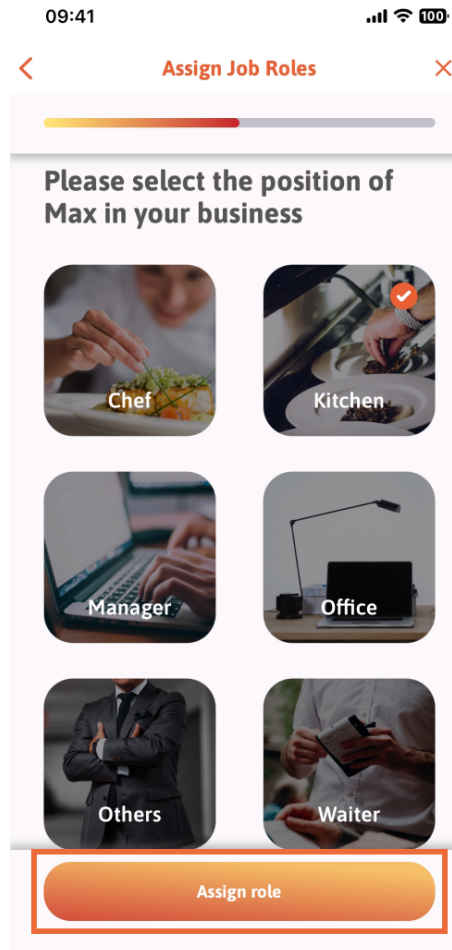 09:41
100
Assign Job Roles
Please select the position of
Max in your business
Chef
Kitchen
Manager
Office
Others
Waiter
Assign role